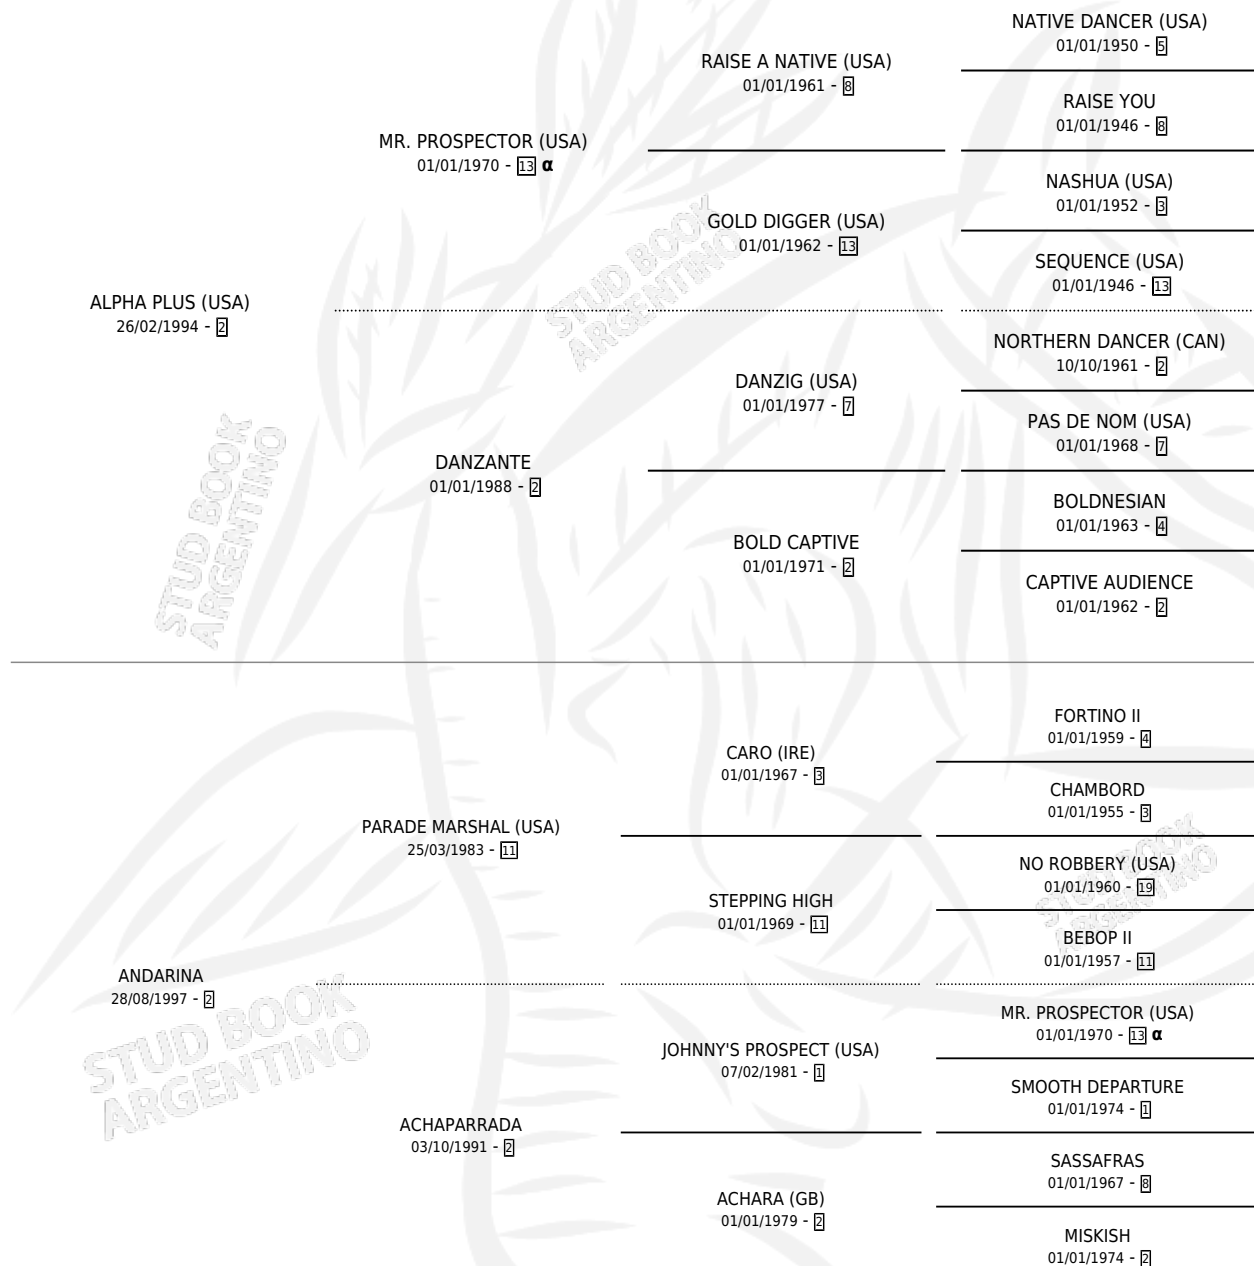 NATIVE DANCER (USA)
01/01/1950 - 5
RAISE A NATIVE (USA)
01/01/1961 - 8
RAISE YOU
01/01/1946 - 8
MR. PROSPECTOR (USA)
01/01/1970 - 13 α
NASHUA (USA)
01/01/1952 - 3
GOLD DIGGER (USA)
01/01/1962 - 13
SEQUENCE (USA)
01/01/1946 - 13
STUD BOOK
ARGENTINO
ALPHA PLUS (USA)
26/02/1994 - 2
NORTHERN DANCER (CAN)
10/10/1961 - 2
DANZIG (USA)
01/01/1977 - 7
PAS DE NOM (USA)
01/01/1968 - 7
DANZANTE
01/01/1988 - 2
BOLDNESIAN
01/01/1963 - 4
BOLD CAPTIVE
01/01/1971 - 2
CAPTIVE AUDIENCE
01/01/1962 - 2
STUD BOOK
ARGENTINO
FORTINO II
01/01/1959 - 4
CARO (IRE)
01/01/1967 - 3
CHAMBORD
01/01/1955 - 3
PARADE MARSHAL (USA)
25/03/1983 - 11
NO ROBBERY (USA)
01/01/1960 - 19
STEPPING HIGH
01/01/1969 - 11
BEBOP II
01/01/1957 - 11
STUD BOOK
ARGENTINO
ANDARINA
28/08/1997 - 2
MR. PROSPECTOR (USA)
01/01/1970 - 13 α
JOHNNY'S PROSPECT (USA)
07/02/1981 - 1
SMOOTH DEPARTURE
01/01/1974 - 1
ACHAPARRADA
03/10/1991 - 2
SASSAFRAS
01/01/1967 - 8
ACHARA (GB)
01/01/1979 - 2
MISKISH
01/01/1974 - 2
STUD BOOK
ARGENTINO